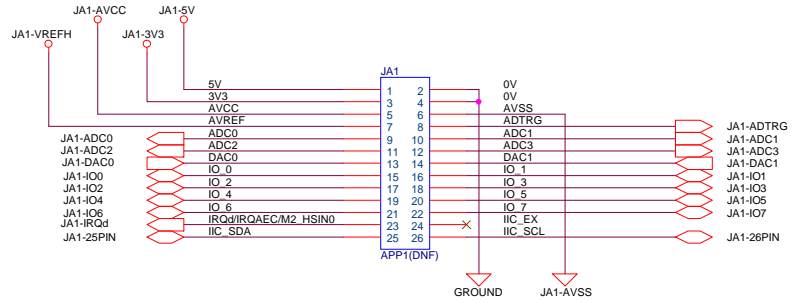 JA1-AVCC JA1-5V
JA1-VREFH JA1-3V3
JA1
5V 1 2 0V
3V3 3 4 0V
AVCC 5 6 AVSS
AVREF 7 8 ADTRG JA1-ADTRG
JA1-ADC0 ADC0 9 10 ADC1 JA1-ADC1
JA1-ADC2 ADC2 11 12 ADC3 JA1-ADC3
JA1-DAC0 DAC0 13 14 DAC1 JA1-DAC1
JA1-IO0 IO_0 15 16 IO_1 JA1-IO1
JA1-IO2 IO_2 17 18 IO_3 JA1-IO3
JA1-IO4 IO_4 19 20 IO_5 JA1-IO5
JA1-IO6 IO_6 21 22 IO_7 JA1-IO7
JA1-IRQd IRQd/IRQAEC/M2_HSIN0 23 24 IIC_EX
JA1-25PIN IIC_SDA 25 26 IIC_SCL JA1-26PIN
APP1(DNF)
GROUND JA1-AVSS